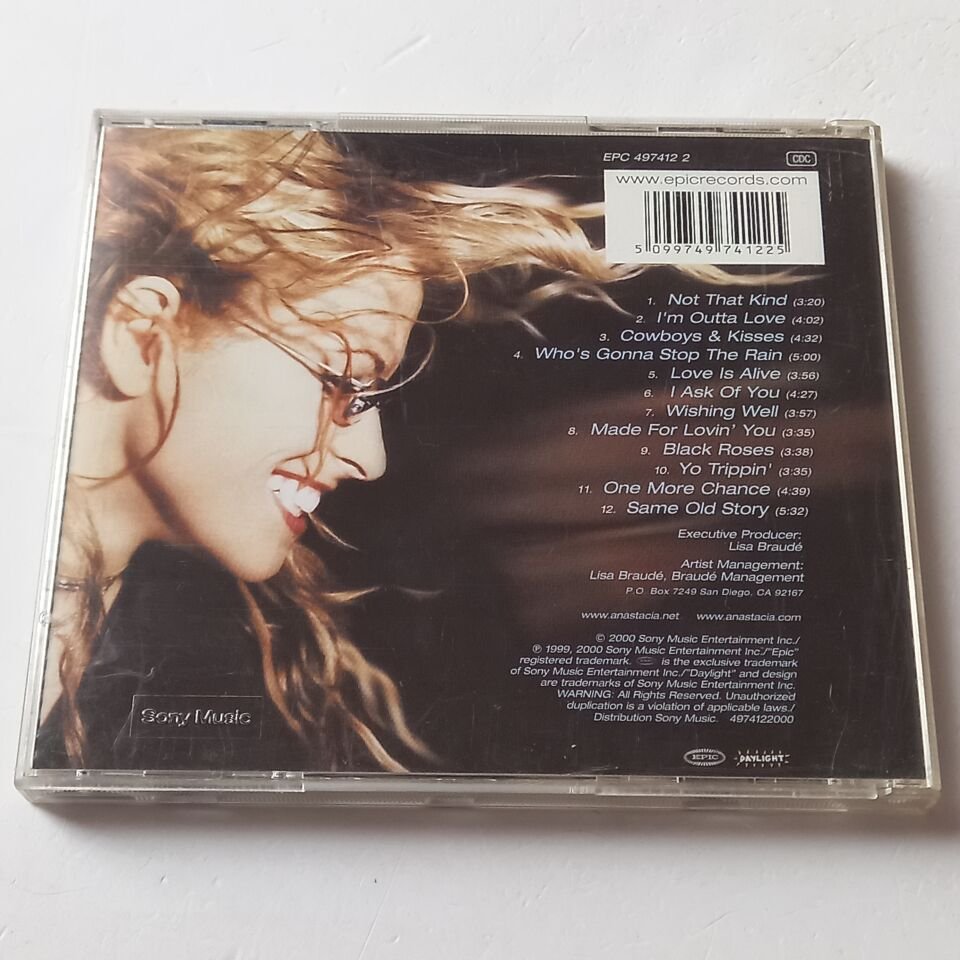 EPC 497412 2
CDC
www.epicrecords.com
5 099749 741225
1. Not That Kind (3:20)
2. I'm Outta Love (4:02)
3. Cowboys & Kisses (4:32)
4. Who's Gonna Stop The Rain (5:00)
5. Love Is Alive (3:56)
6. I Ask Of You (4:27)
7. Wishing Well (3:57)
8. Made For Lovin' You (3:35)
9. Black Roses (3:38)
10. Yo Trippin' (3:35)
11. One More Chance (4:39)
12. Same Old Story (5:32)
Executive Producer:
Lisa Braudé
Artist Management:
Lisa Braudé, Braudé Management
P.O. Box 7249 San Diego, CA 92167
www.anastacia.net www.anastacia.com
© 2000 Sony Music Entertainment Inc./
℗ 1999, 2000 Sony Music Entertainment Inc./"Epic"
registered trademark. is the exclusive trademark
of Sony Music Entertainment Inc./"Daylight" and design
are trademarks of Sony Music Entertainment Inc.
WARNING: All Rights Reserved. Unauthorized
duplication is a violation of applicable laws./
Distribution Sony Music. 4974122000
Sony Music
EPIC
DAYLIGHT